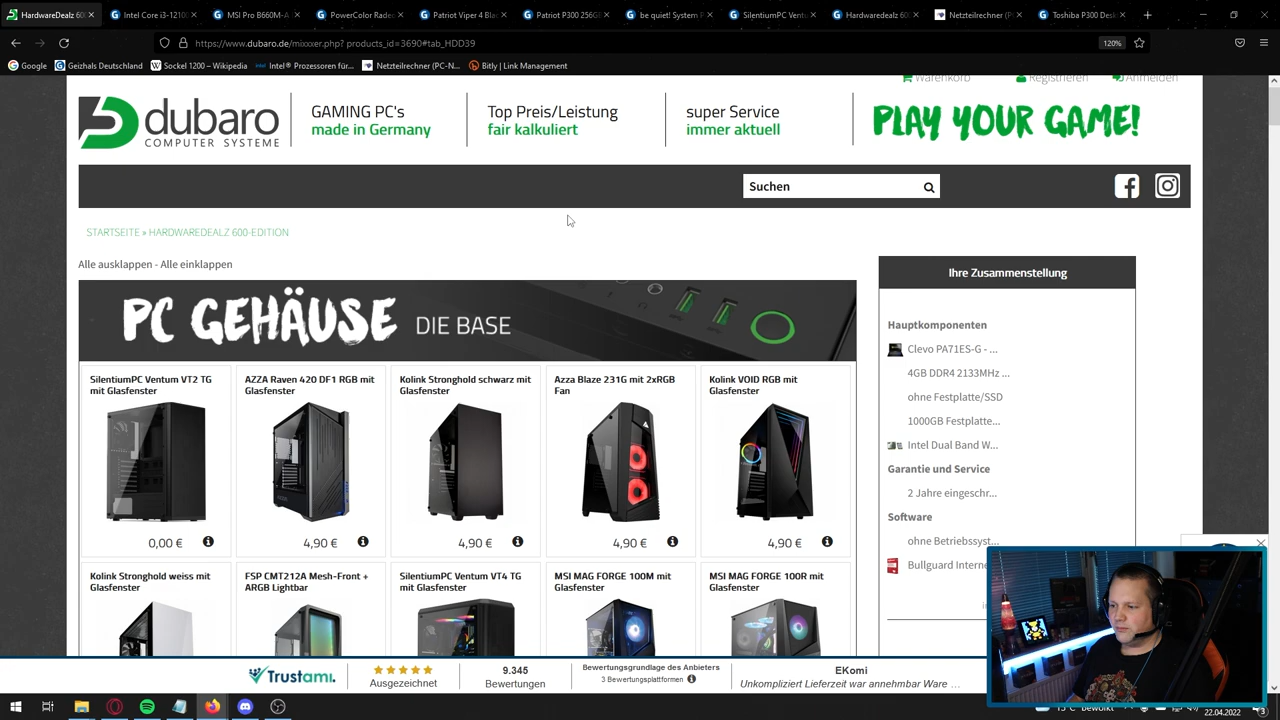 HardwareDealz 600
Intel Core i3-1210
MSI Pro B660M-A
PowerColor Rade
Patriot Viper 4 Bla
Patriot P300 256G
be quiet! System P
SilentiumPC Vent
Hardwaredealz 60
Netzteilrechner (P
Toshiba P300 Desk
https://www.dubaro.de/mixxxer.php? products_id=3690#tab_HDD39
120%
Google
Geizhals Deutschland
Sockel 1200 – Wikipedia
Intel® Prozessoren für...
Netzteilrechner (PC-N...
Bitly | Link Management
Warenkorb
Registrieren
Anmelden
dubaro
COMPUTER SYSTEME
GAMING PC's
made in Germany
Top Preis/Leistung
fair kalkuliert
super Service
immer aktuell
PLAY YOUR GAME!
Suchen
STARTSEITE » HARDWAREDEALZ 600-EDITION
Alle ausklappen - Alle einklappen
PC GEHÄUSE DIE BASE
SilentiumPC Ventum VT2 TG
mit Glasfenster
0,00 €
AZZA Raven 420 DF1 RGB mit
Glasfenster
4,90 €
Kolink Stronghold schwarz mit
Glasfenster
4,90 €
Azza Blaze 231G mit 2xRGB
Fan
4,90 €
Kolink VOID RGB mit
Glasfenster
4,90 €
Kolink Stronghold weiss mit
Glasfenster
FSP CMT212A Mesh-Front +
ARGB Lightbar
SilentiumPC Ventum VT4 TG
mit Glasfenster
MSI MAG FORGE 100M mit
Glasfenster
MSI MAG FORGE 100R mit
Glasfenster
Ihre Zusammenstellung
Hauptkomponenten
Clevo PA71ES-G - ...
4GB DDR4 2133MHz ...
ohne Festplatte/SSD
1000GB Festplatte...
Intel Dual Band W...
Garantie und Service
2 Jahre eingeschr...
Software
ohne Betriebssyst...
Bullguard Interne
Trustami.
Ausgezeichnet
9.345
Bewertungen
Bewertungsgrundlage des Anbieters
3 Bewertungsplattformen
EKomi
Unkompliziert Lieferzeit war annehmbar Ware ...
15°C Bewölkt
22.04.2022